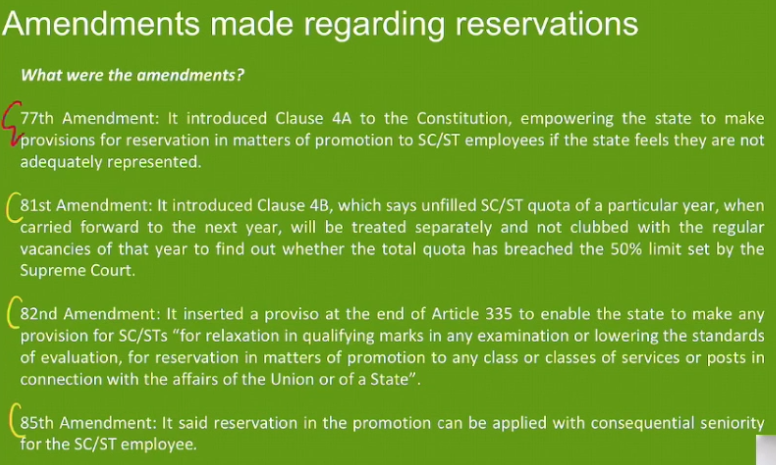 Amendments made regarding reservations
What were the amendments?
77th Amendment: It introduced Clause 4A to the Constitution, empowering the state to make
provisions for reservation in matters of promotion to SC/ST employees if the state feels they are not
adequately represented.
81st Amendment: It introduced Clause 4B, which says unfilled SC/ST quota of a particular year, when
carried forward to the next year, will be treated separately and not clubbed with the regular
vacancies of that year to find out whether the total quota has breached the 50% limit set by the
Supreme Court.
82nd Amendment: It inserted a proviso at the end of Article 335 to enable the state to make any
provision for SC/STs “for relaxation in qualifying marks in any examination or lowering the standards
of evaluation, for reservation in matters of promotion to any class or classes of services or posts in
connection with the affairs of the Union or of a State”.
85th Amendment: It said reservation in the promotion can be applied with consequential seniority
for the SC/ST employee.